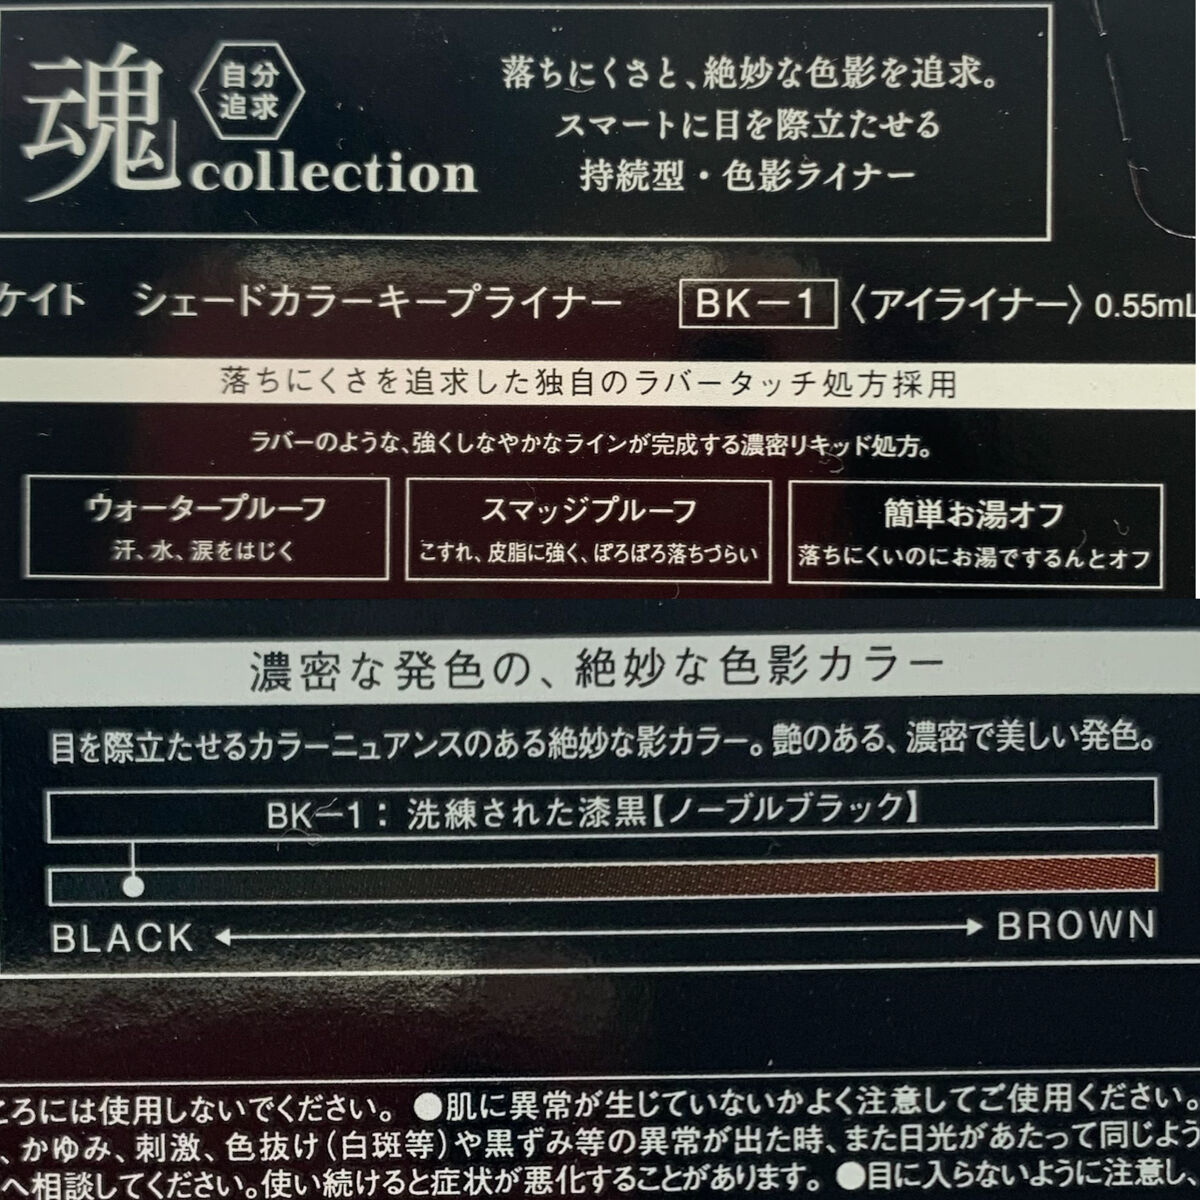 魂
自分
追求
collection
落ちにくさと、絶妙な色影を追求。
スマートに目を際立たせる
持続型・色影ライナー
ケイト シェードカラーキープライナー BK－1〈アイライナー〉0.55mL
落ちにくさを追求した独自のラバータッチ処方採用
ラバーのような、強くしなやかなラインが完成する濃密リキッド処方。
ウォータープルーフ
汗、水、涙をはじく
スマッジプルーフ
こすれ、皮脂に強く、ぽろぽろ落ちづらい
簡単お湯オフ
落ちにくいのにお湯でするんとオフ
濃密な発色の、絶妙な色影カラー
目を際立たせるカラーニュアンスのある絶妙な影カラー。艶のある、濃密で美しい発色。
BK－1：洗練された漆黒【ノーブルブラック】
BLACK BROWN
ころには使用しないでください。●肌に異常が生じていないかよく注意してご使用ください。
、かゆみ、刺激、色抜け（白斑等）や黒ずみ等の異常が出た時、また日光があたって同じよう
へ相談してください。使い続けると症状が悪化することがあります。●目に入らないように注意し、